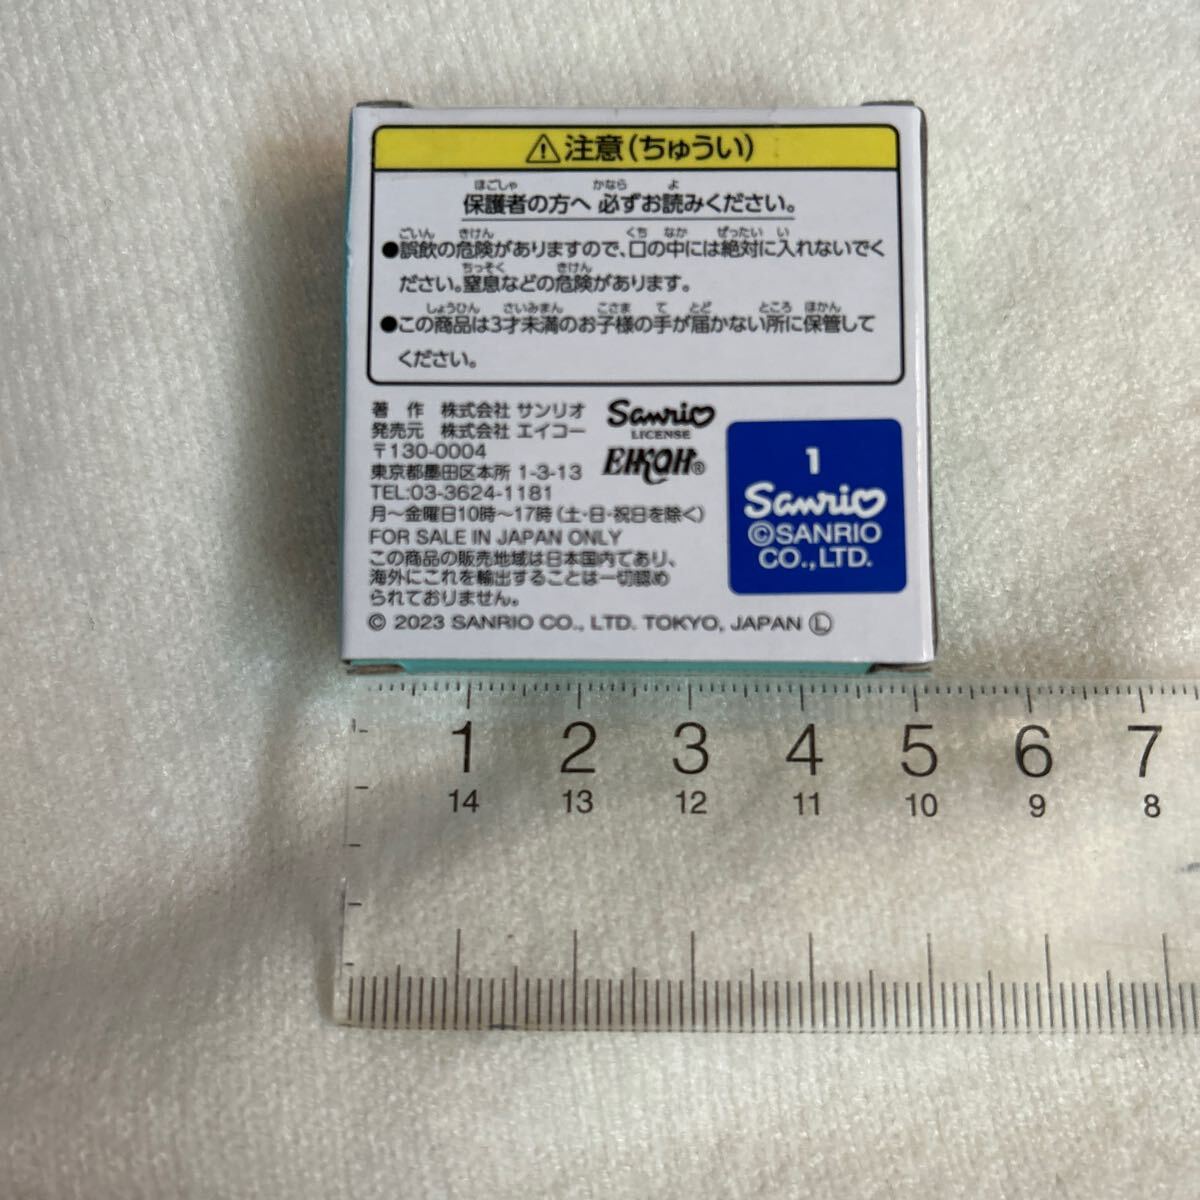 ⚠注意(ちゅうい)
ほごしゃ かなら よ
保護者の方へ 必ずお読みください。
ごいん きけん くち なか ぜったい い
●誤飲の危険がありますので、口の中には絶対に入れないでく
ちっそく きけん
ださい。窒息などの危険があります。
しょうひん さいみまん こさま て とど ところ ほかん
●この商品は3才未満のお子様の手が届かない所に保管して
ください。
著 作 株式会社 サンリオ
発売元 株式会社 エイコー
〒130-0004
東京都墨田区本所 1-3-13
TEL:03-3624-1181
月〜金曜日10時〜17時(土・日・祝日を除く)
FOR SALE IN JAPAN ONLY
この商品の販売地域は日本国内であり、
海外にこれを輸出することは一切認め
られておりません。
© 2023 SANRIO CO., LTD. TOKYO, JAPAN Ⓛ
Sanrio
LICENSE
EIKOH®
1
Sanrio
©SANRIO
CO.,LTD.
1 2 3 4 5 6 7
14 13 12 11 10 9 8